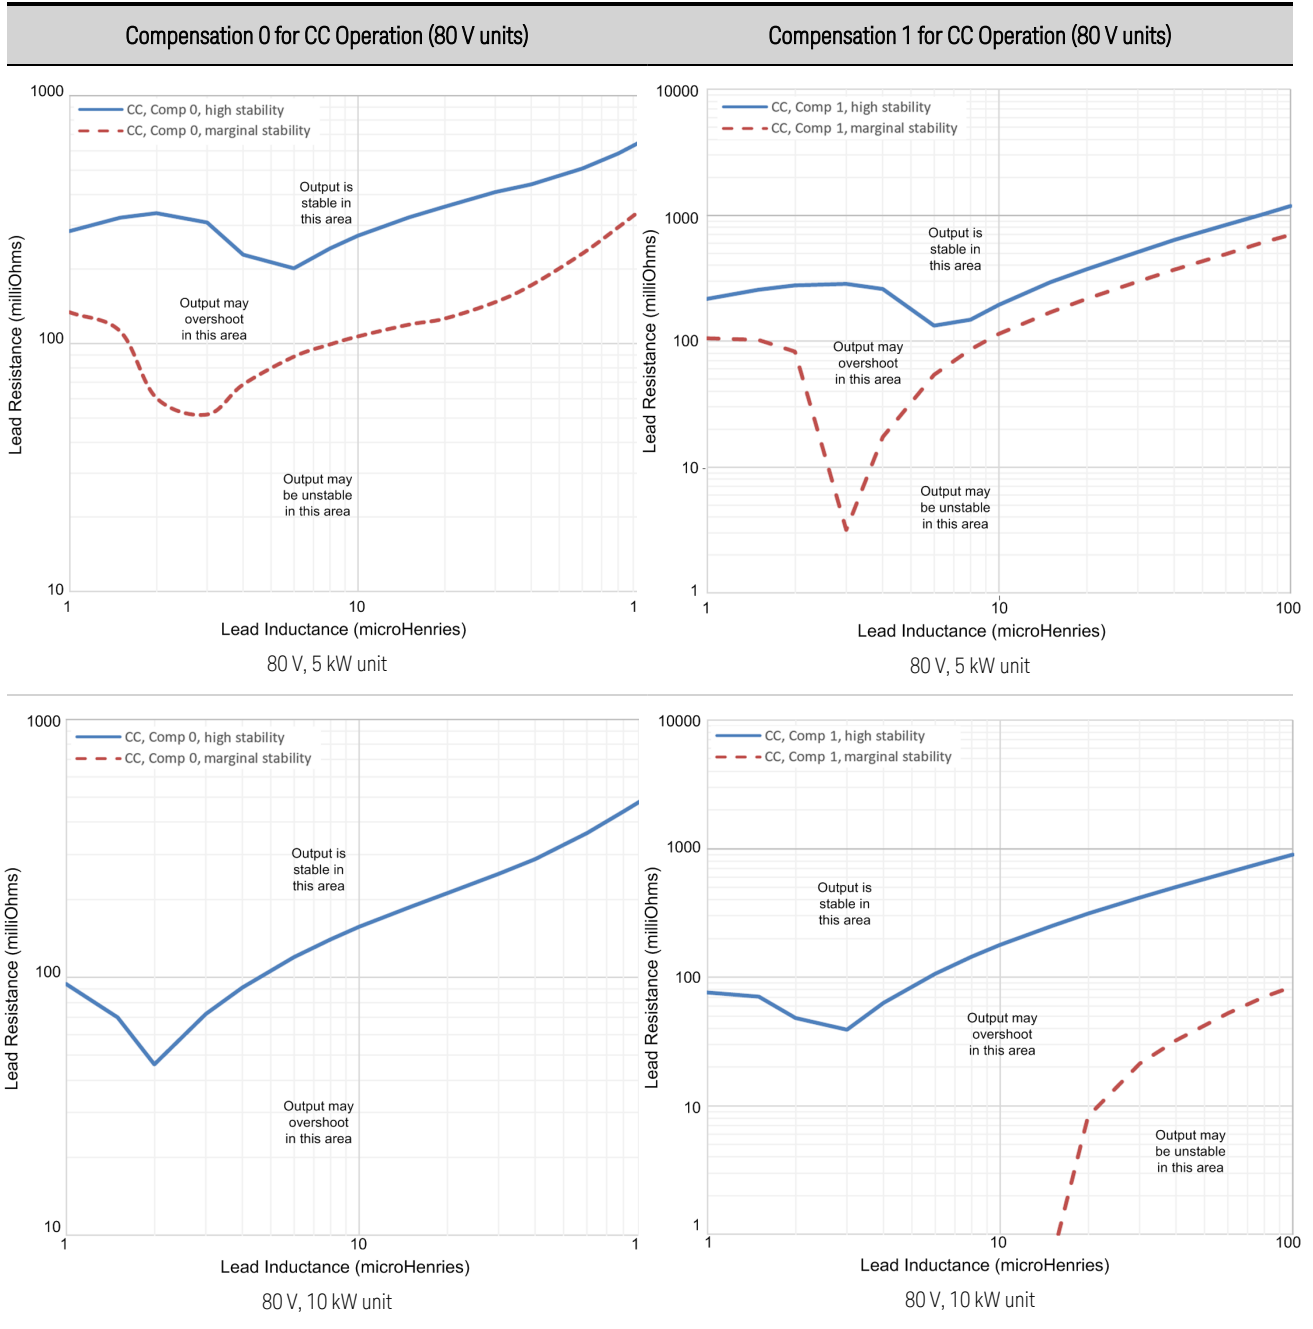 Compensation 0 for CC Operation (80 V units)
Compensation 1 for CC Operation (80 V units)
1000
CC, Comp 0, high stability
CC, Comp 0, marginal stability
Output is
stable in
this area
Output may
overshoot
in this area
100
Output may
be unstable
in this area
10
Lead Resistance (milliOhms)
1
10
1
Lead Inductance (microHenries)
80 V, 5 kW unit
10000
CC, Comp 1, high stability
CC, Comp 1, marginal stability
1000
Output is
stable in
this area
100
Output may
overshoot
in this area
10
Output may
be unstable
in this area
1
Lead Resistance (milliOhms)
1
10
100
Lead Inductance (microHenries)
80 V, 5 kW unit
1000
CC, Comp 0, high stability
CC, Comp 0, marginal stability
Output is
stable in
this area
100
Output may
overshoot
in this area
10
Lead Resistance (milliOhms)
1
10
1
Lead Inductance (microHenries)
80 V, 10 kW unit
10000
CC, Comp 1, high stability
CC, Comp 1, marginal stability
1000
Output is
stable in
this area
100
Output may
overshoot
in this area
10
Output may
be unstable
in this area
1
Lead Resistance (milliOhms)
1
10
100
Lead Inductance (microHenries)
80 V, 10 kW unit